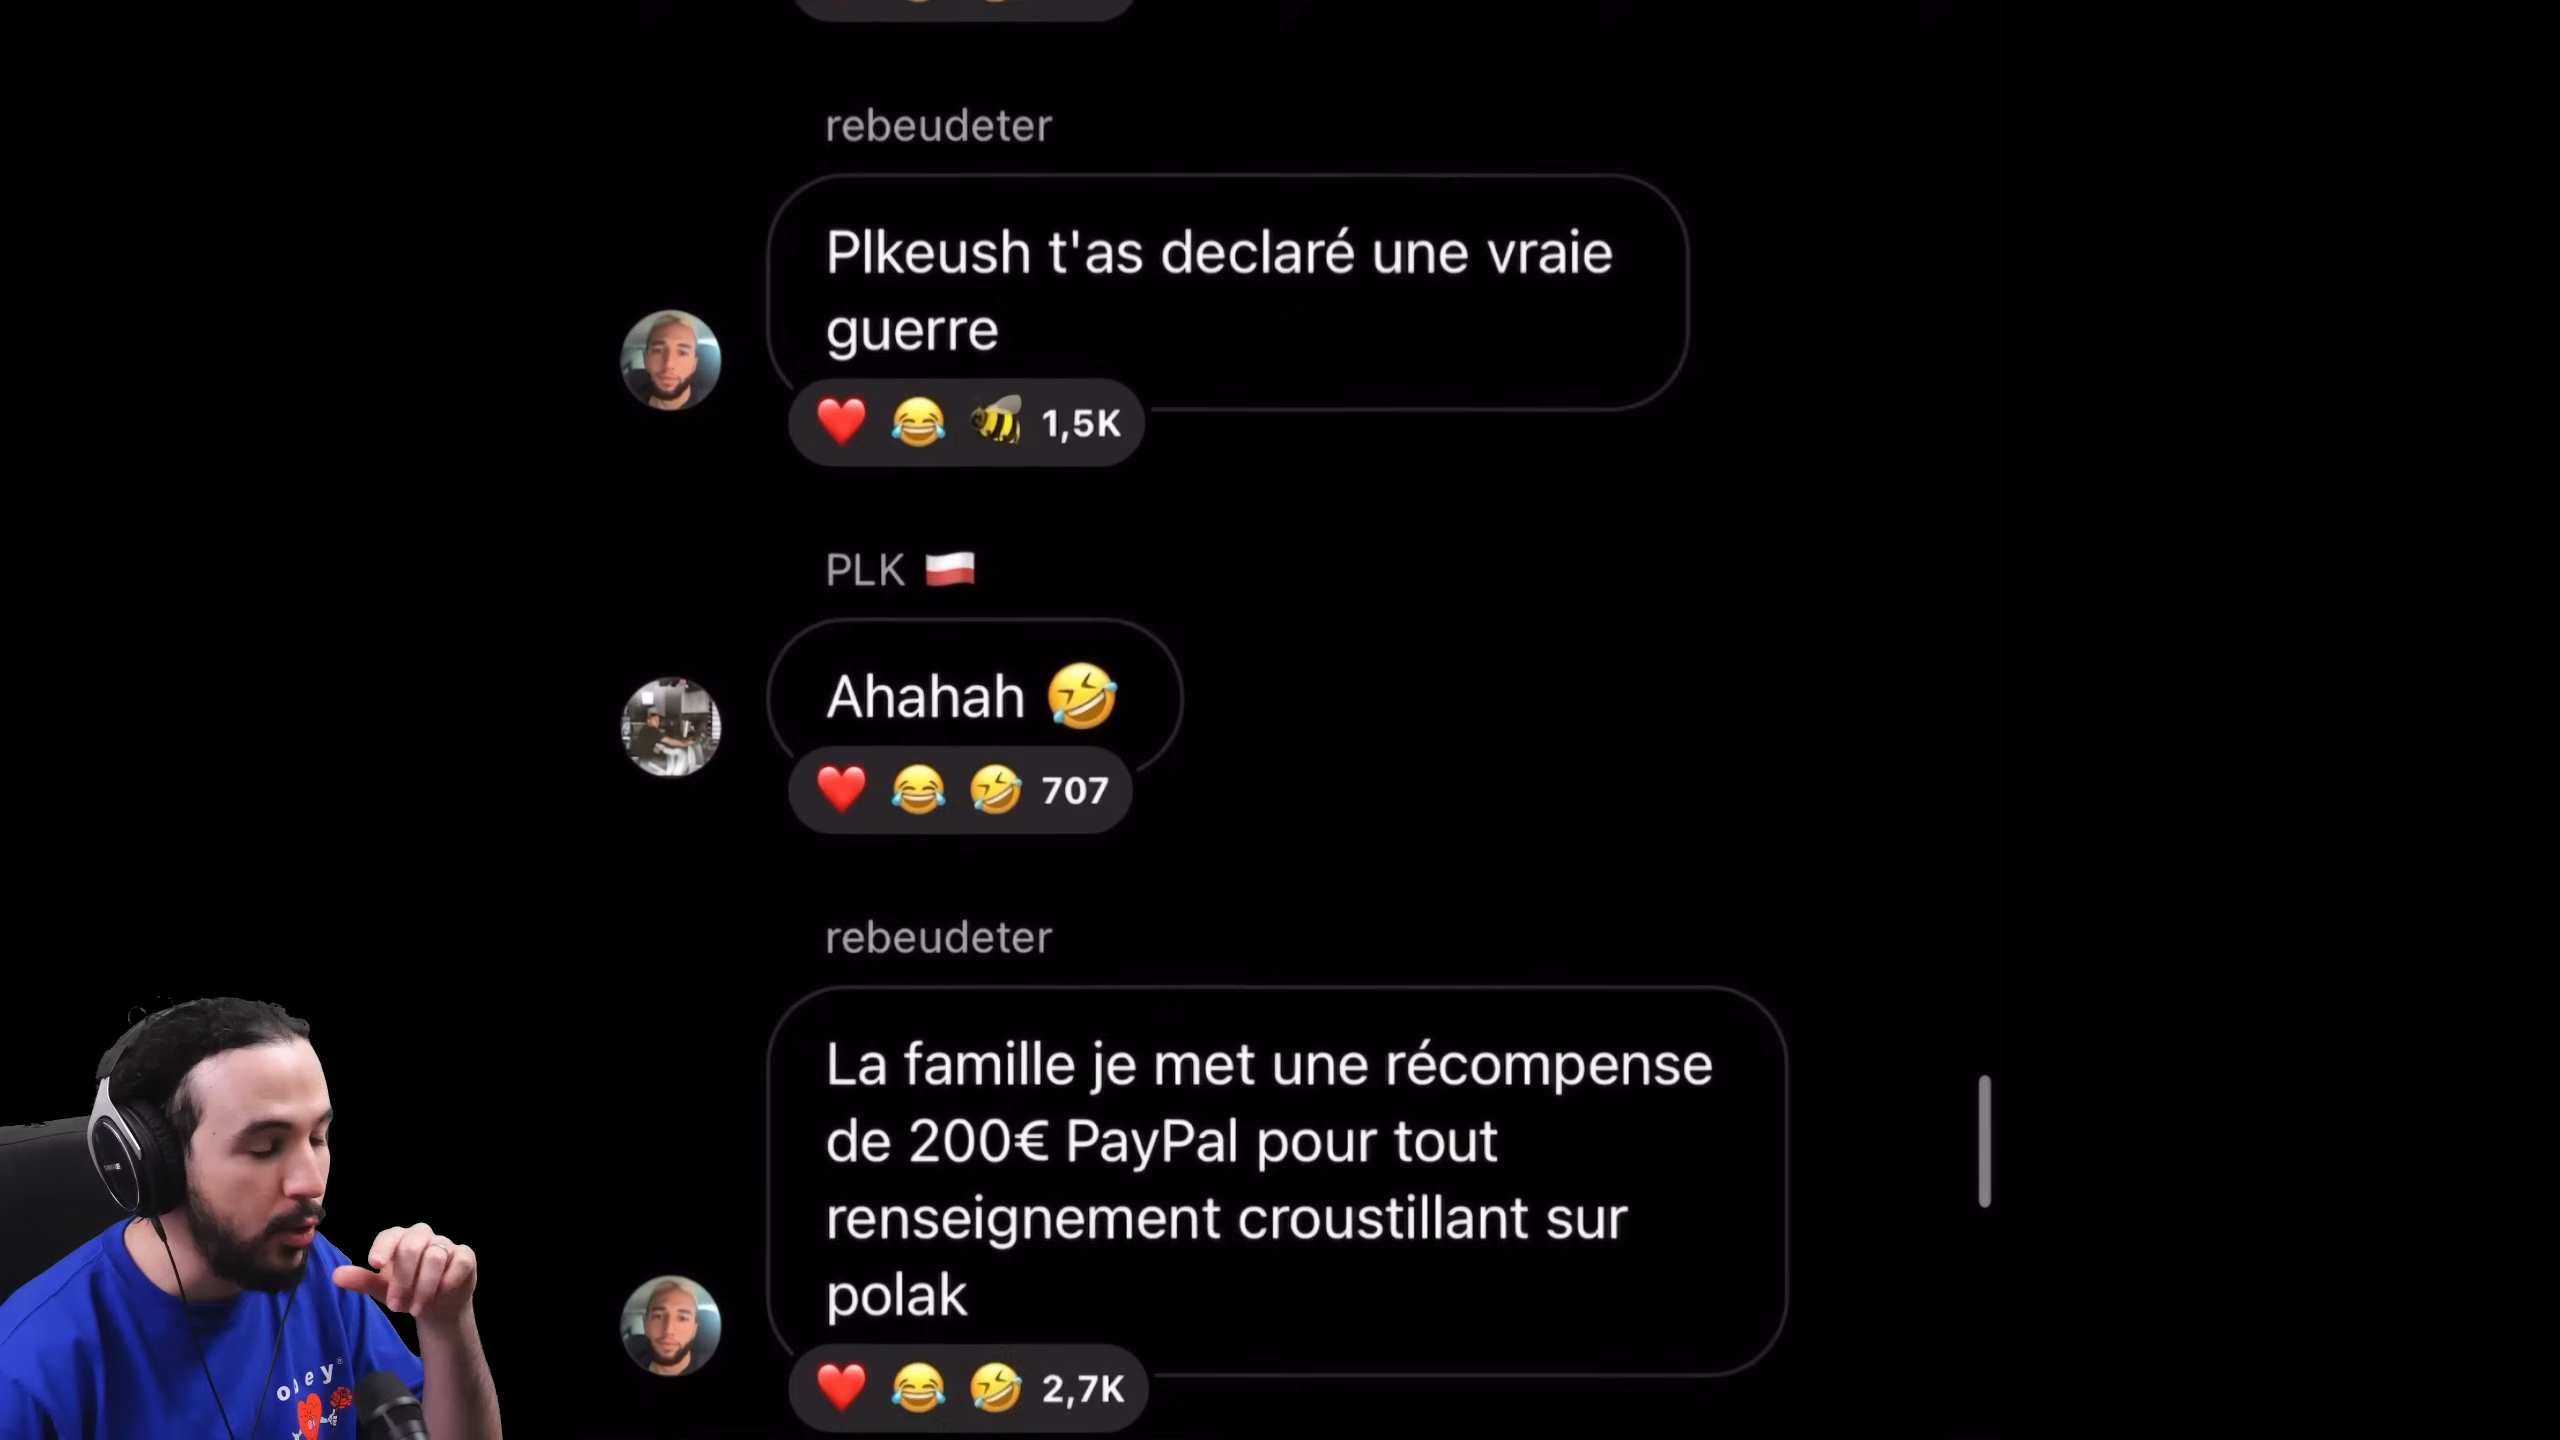 rebeudeter
Plkeush t'as declaré une vraie
guerre
❤️ 😂 🐝 1,5K
PLK 🇵🇱
Ahahah 🤣
❤️ 😂 🤣 707
rebeudeter
La famille je met une récompense
de 200€ PayPal pour tout
renseignement croustillant sur
polak
❤️ 😂 🤣 2,7K
obey